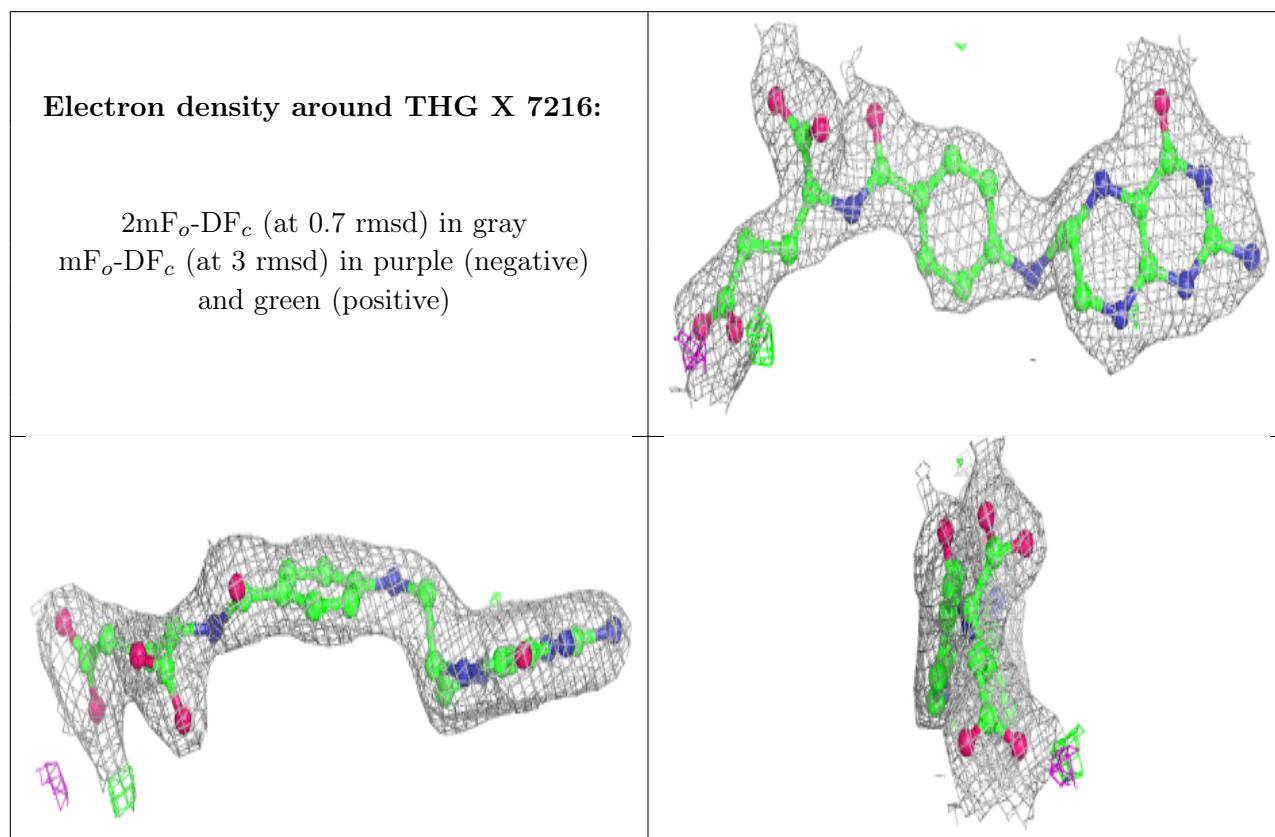 Electron density around THG X 7216:
2mFₒ-DF𝒸 (at 0.7 rmsd) in gray
mFₒ-DF𝒸 (at 3 rmsd) in purple (negative)
and green (positive)